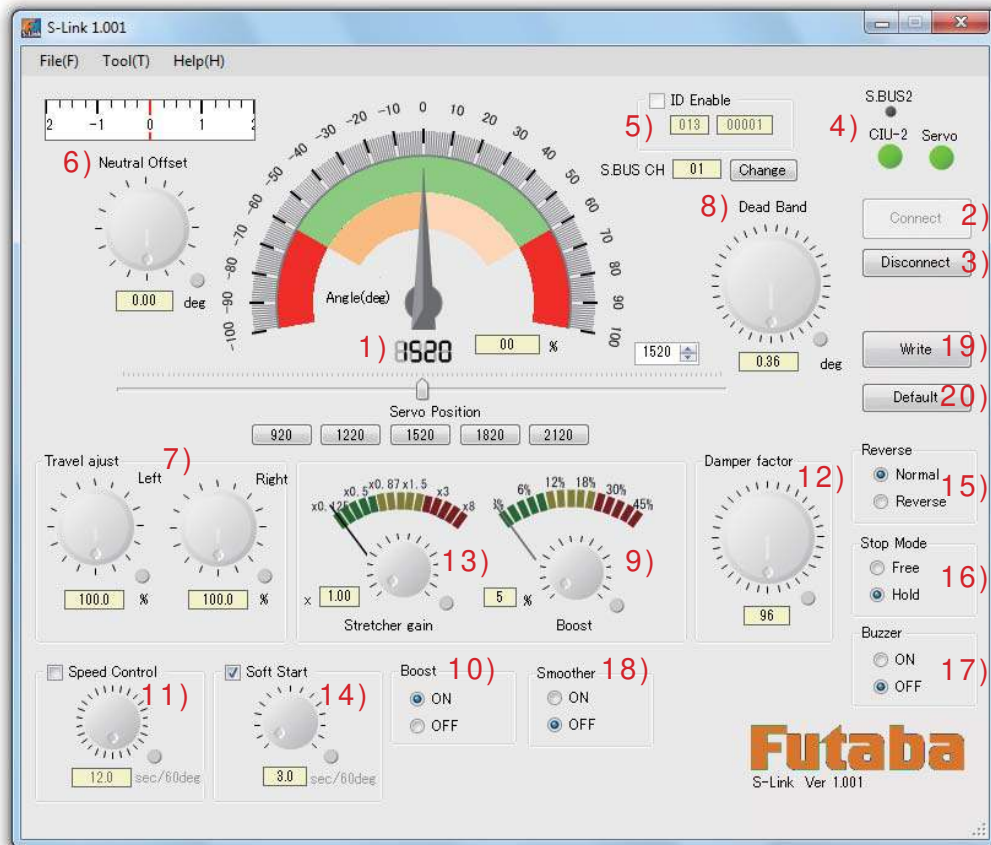 S-Link 1.001
File(F) Tool(T) Help(H)
2 -1 0 1 2
6) Neutral Offset
0.00 deg
-100 -90 -80 -70 -60 -50 -40 -30 -20 -10 0 10 20 30 40 50 60 70 80 90 100
Angle(deg)
1) 1520 00 %
1520
ID Enable
5) 013 00001
S.BUS CH 01 Change
S.BUS2
4) CIU-2 Servo
8) Dead Band
0.36 deg
Connect 2)
Disconnect 3)
Write 19)
Default 20)
Servo Position
920 1220 1520 1820 2120
Travel ajust 7)
Left Right
100.0 % 100.0 %
x0.125 x0.5 x0.87 x1.5 x3 x8
13)
x 1.00
Stretcher gain
6% 12% 18% 30% 45%
9)
5 %
Boost
Damper factor
12)
96
Reverse
Normal
15)
Reverse
Stop Mode
Free
16)
Hold
Buzzer
ON
17)
OFF
Speed Control
11)
12.0 sec/60deg
Soft Start
14)
3.0 sec/60deg
Boost 10)
ON
OFF
Smoother 18)
ON
OFF
Futaba
S-Link Ver 1.001